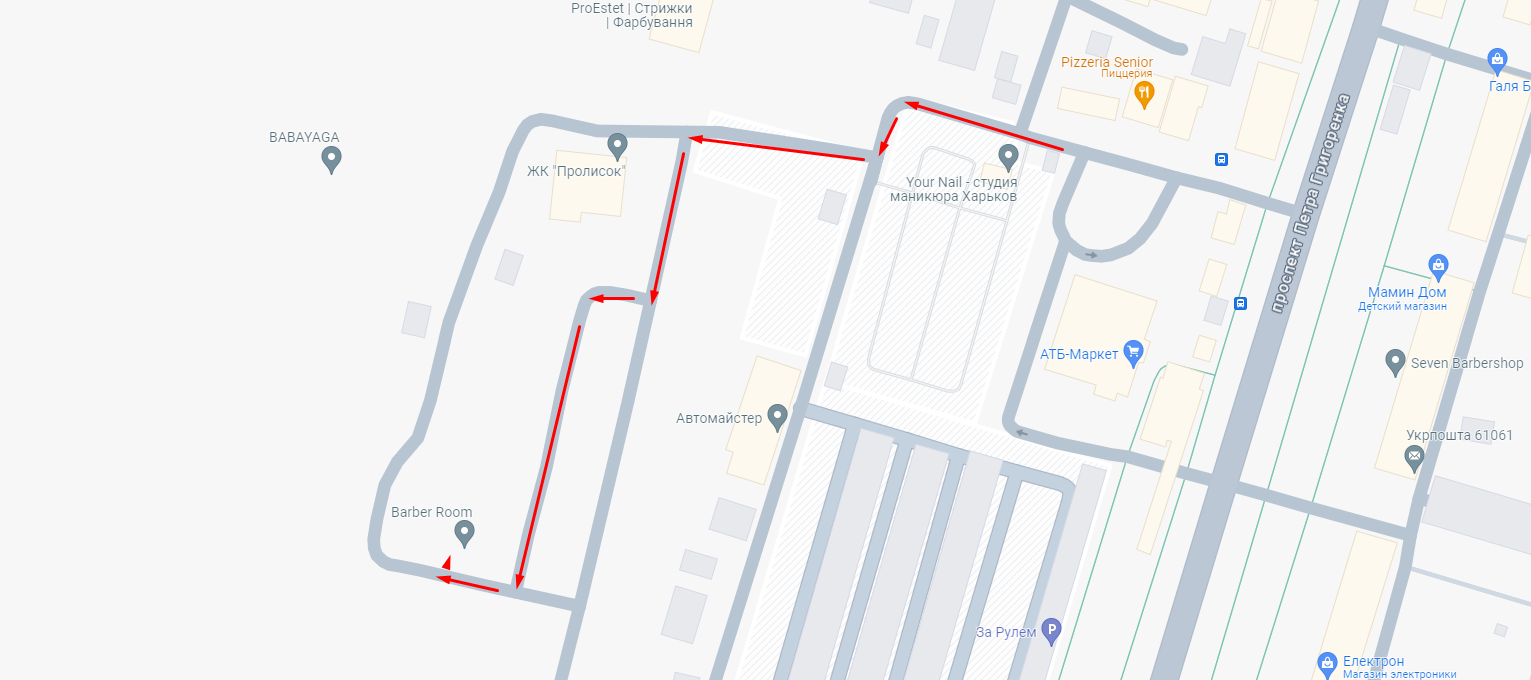 ProEstet | Стрижки
| Фарбування
Pizzeria Senior
Пиццерия
Галя Б
BABAYAGA
ЖК "Пролисок"
Your Nail - студия
маникюра Харьков
проспект Петра Григоренка
Мамин Дом
Детский магазин
АТБ-Маркет
Seven Barbershop
Автомайстер
Укрпошта 61061
Barber Room
За Рулем
P
Електрон
Магазин электроники